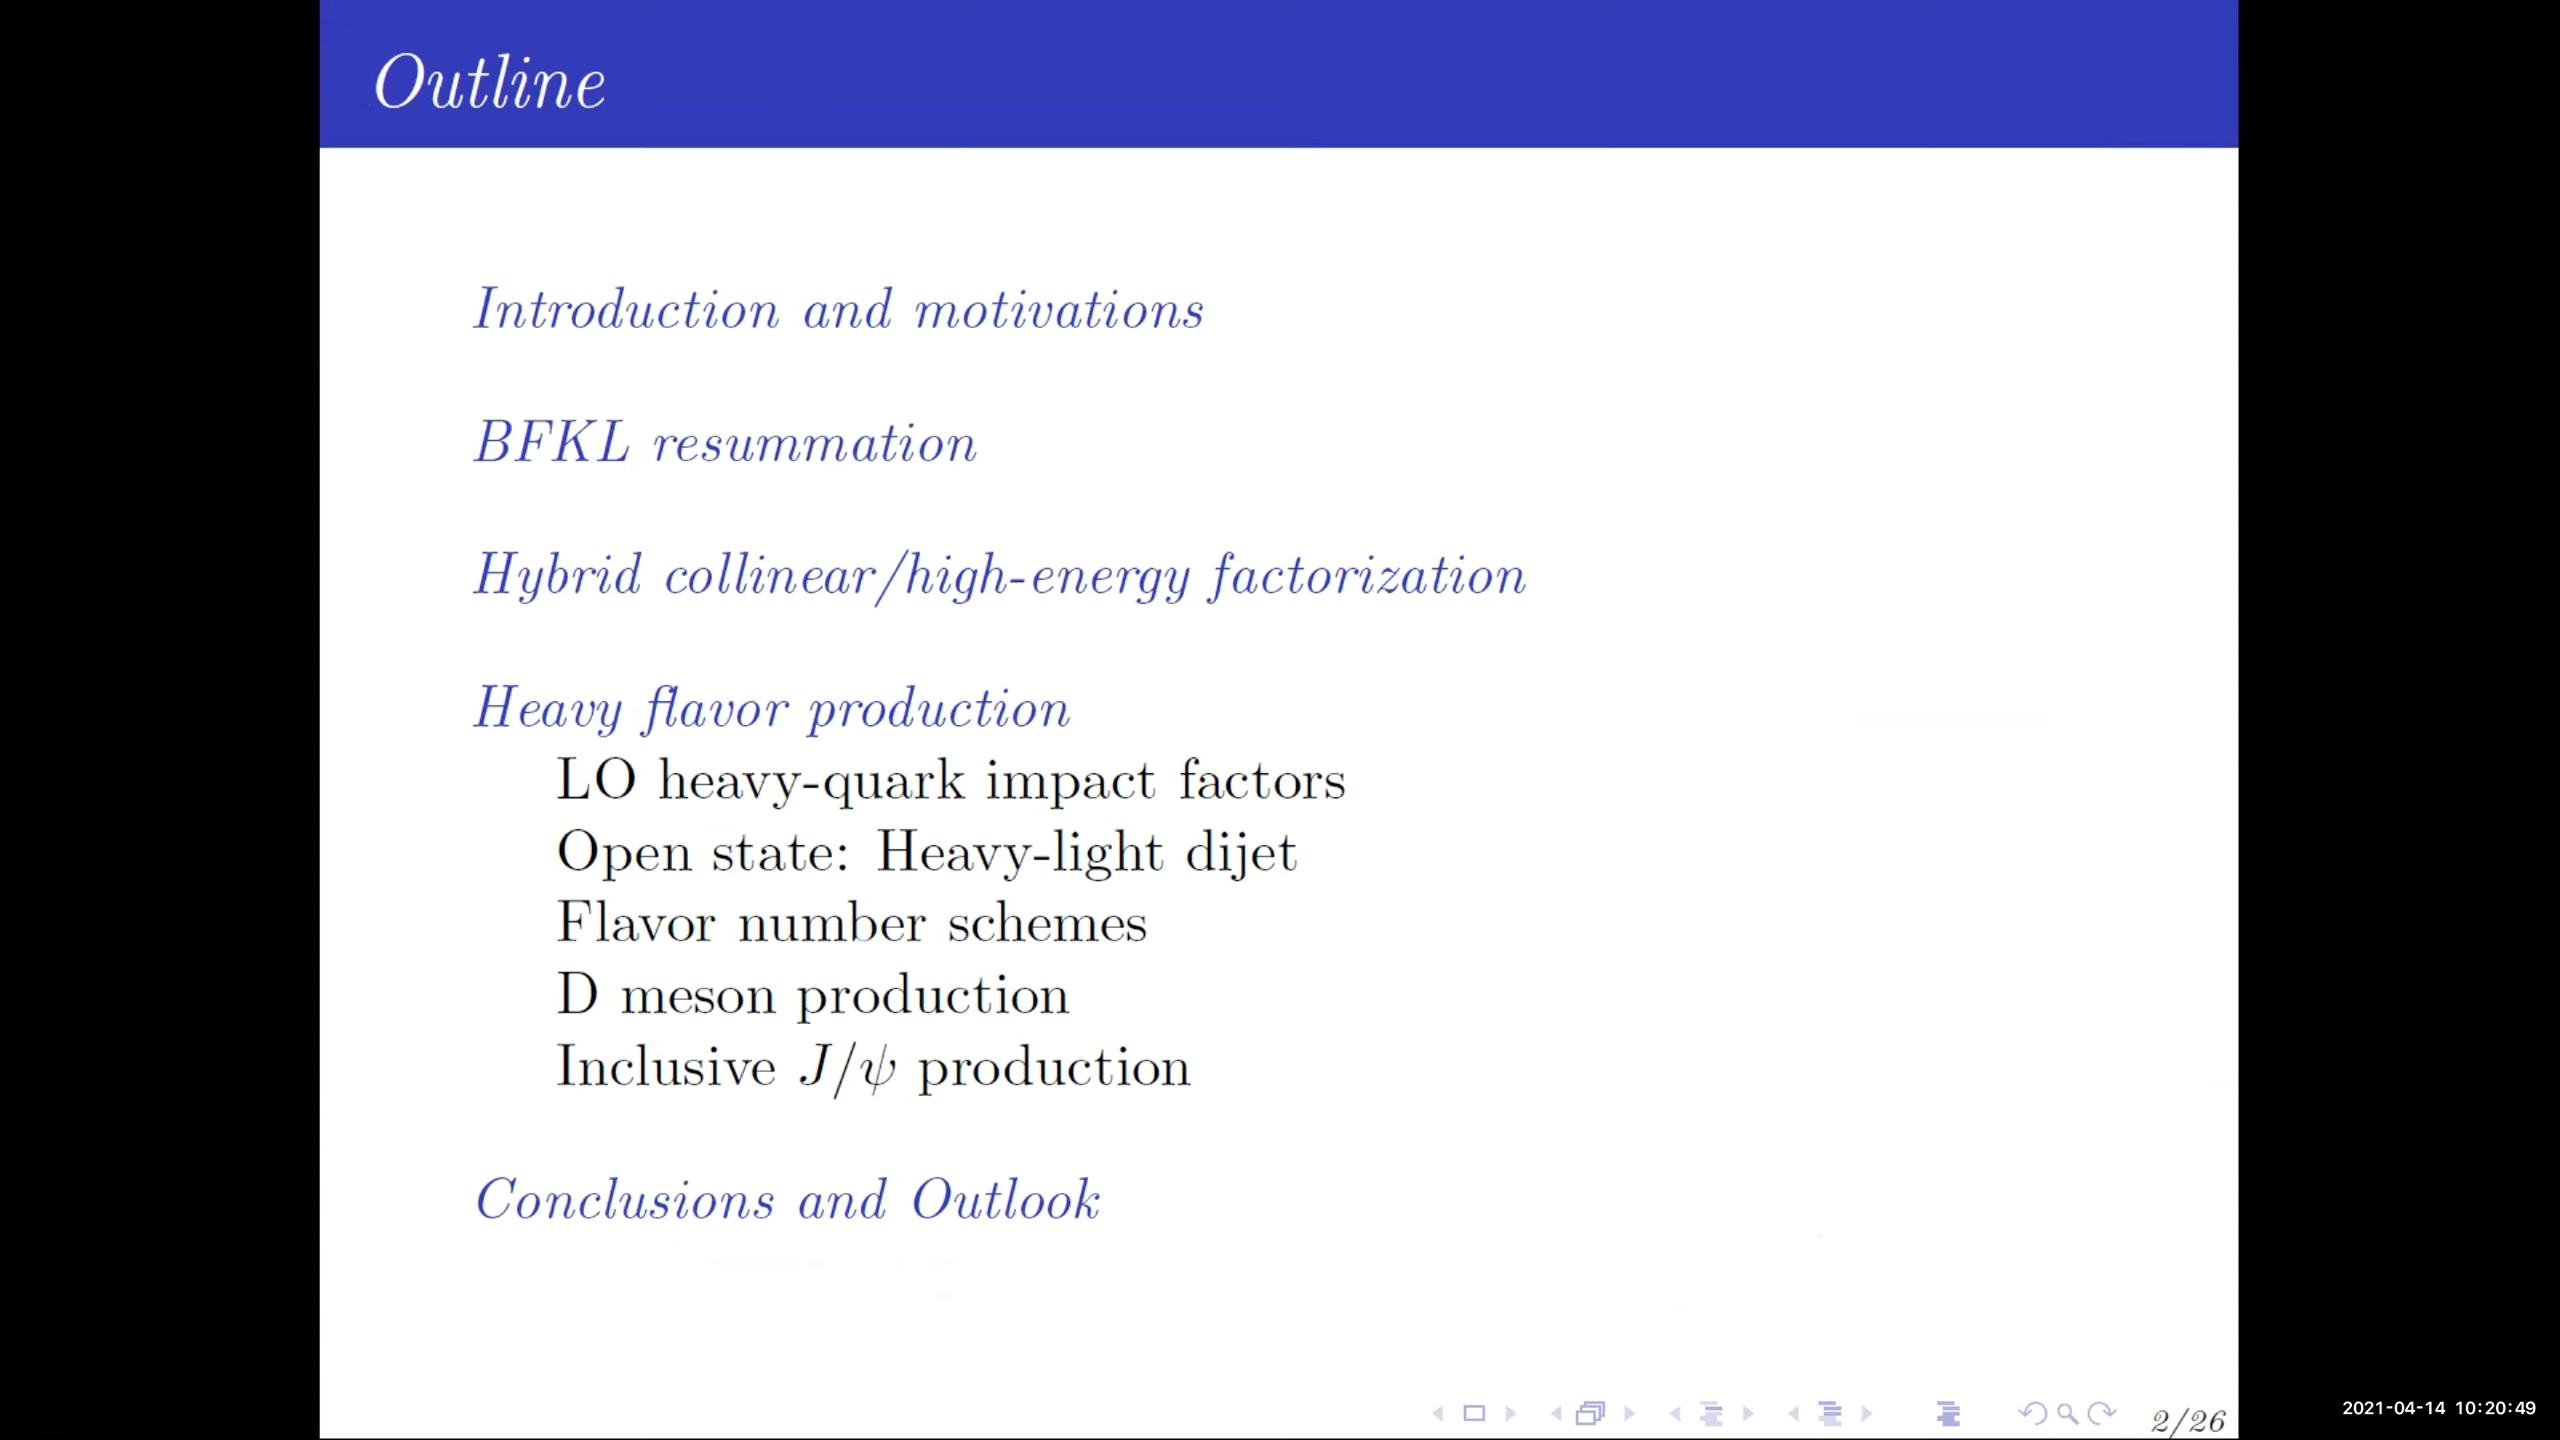 Outline
Introduction and motivations
BFKL resummation
Hybrid collinear/high-energy factorization
Heavy flavor production
LO heavy-quark impact factors
Open state: Heavy-light dijet
Flavor number schemes
D meson production
Inclusive J/ψ production
Conclusions and Outlook
2/26
2021-04-14 10:20:49